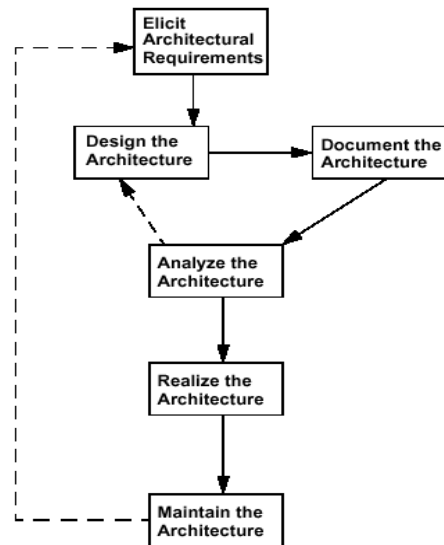 Elicit
Architectural
Requirements
Design the
Architecture
Document the
Architecture
Analyze the
Architecture
Realize the
Architecture
Maintain the
Architecture